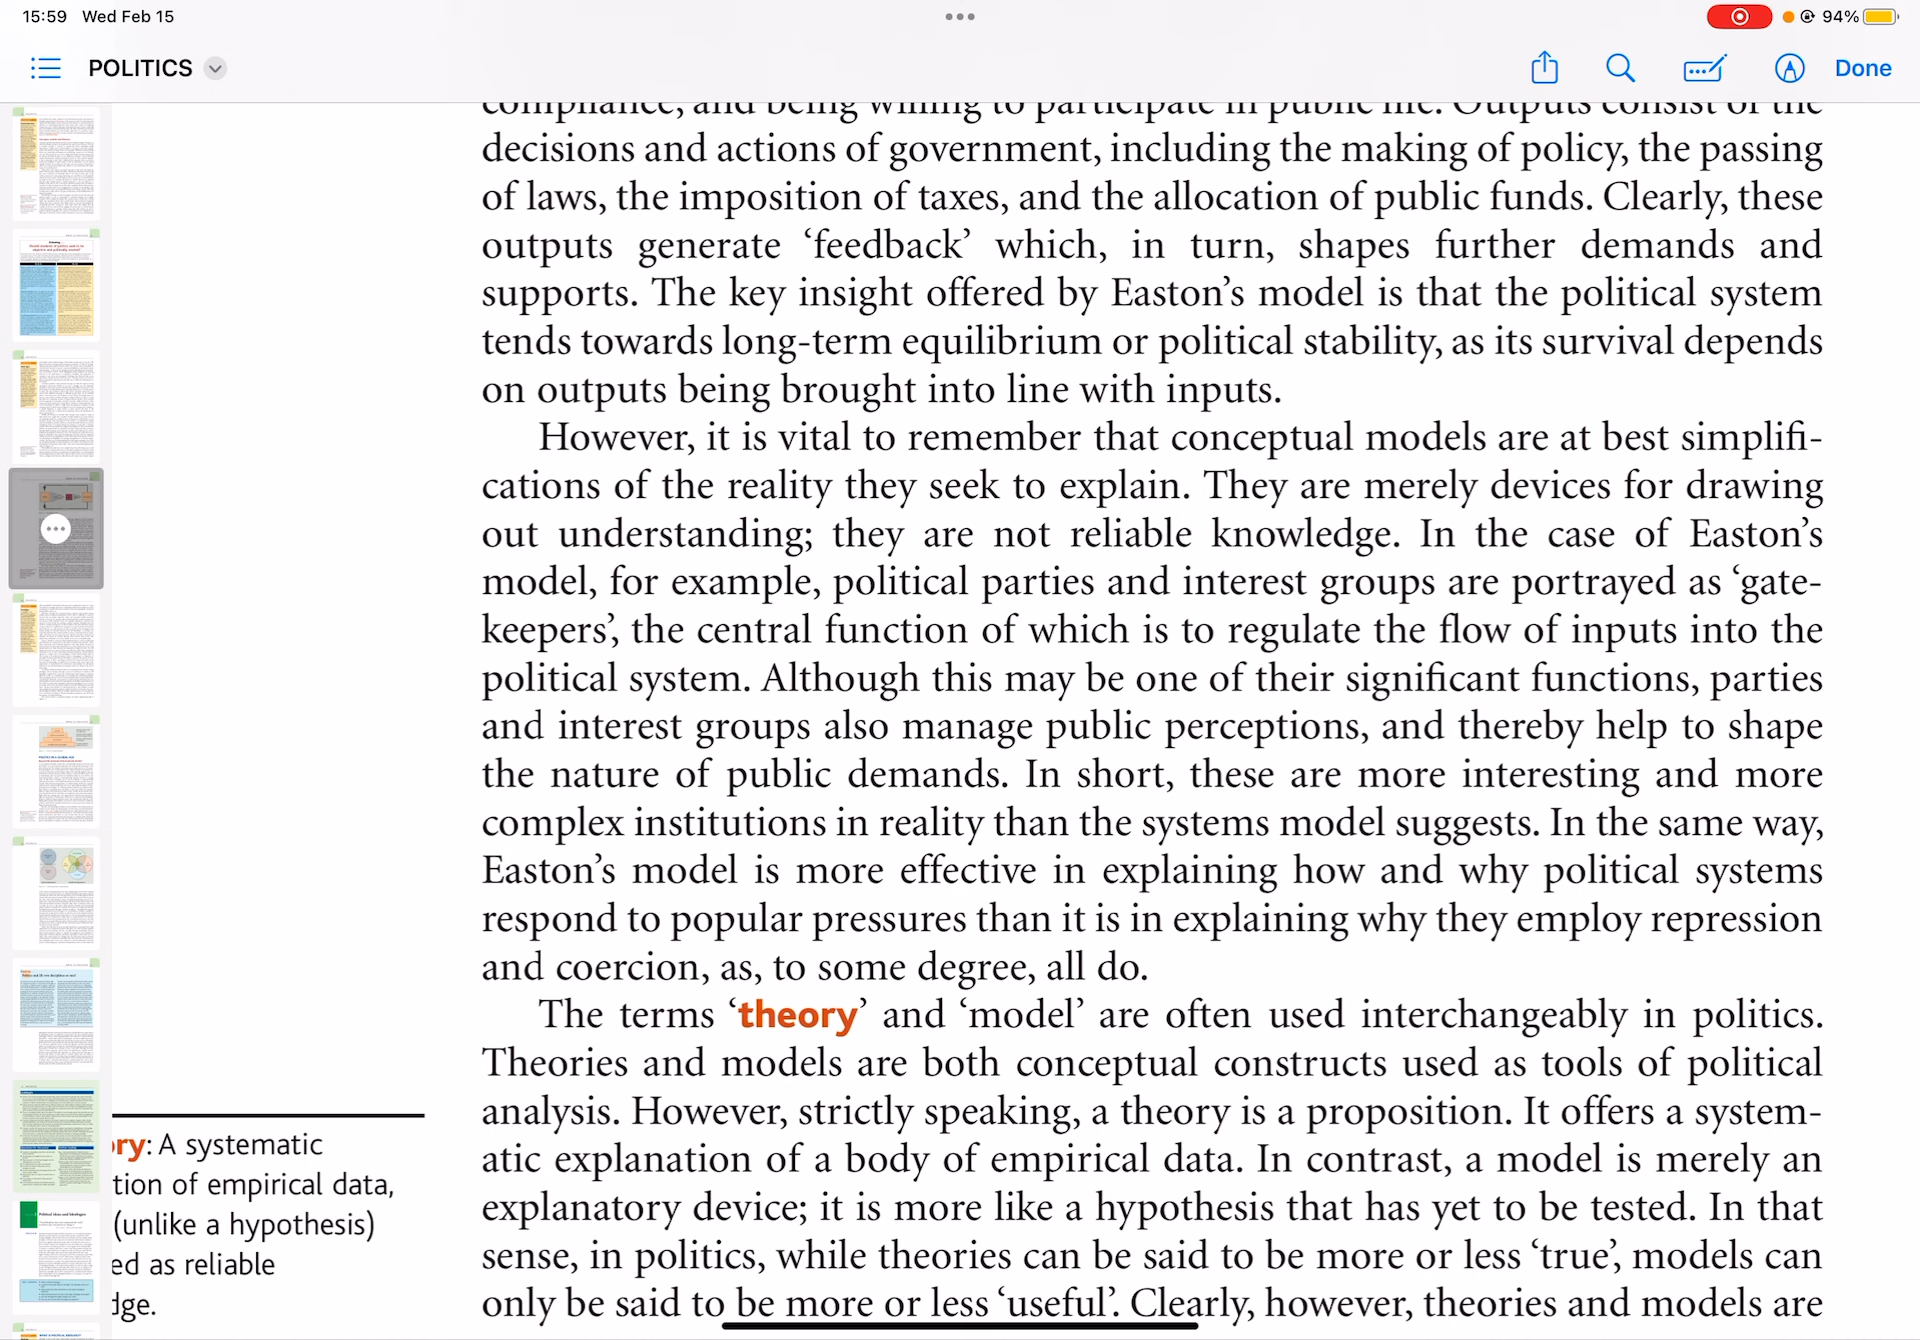 15:59 Wed Feb 15
94%
POLITICS
Done
compliance, and being willing to participate in public life. Outputs consist of the
decisions and actions of government, including the making of policy, the passing
of laws, the imposition of taxes, and the allocation of public funds. Clearly, these
outputs generate ‘feedback’ which, in turn, shapes further demands and
supports. The key insight offered by Easton’s model is that the political system
tends towards long-term equilibrium or political stability, as its survival depends
on outputs being brought into line with inputs.
However, it is vital to remember that conceptual models are at best simplifi-
cations of the reality they seek to explain. They are merely devices for drawing
out understanding; they are not reliable knowledge. In the case of Easton’s
model, for example, political parties and interest groups are portrayed as ‘gate-
keepers’, the central function of which is to regulate the flow of inputs into the
political system. Although this may be one of their significant functions, parties
and interest groups also manage public perceptions, and thereby help to shape
the nature of public demands. In short, these are more interesting and more
complex institutions in reality than the systems model suggests. In the same way,
Easton’s model is more effective in explaining how and why political systems
respond to popular pressures than it is in explaining why they employ repression
and coercion, as, to some degree, all do.
The terms ‘theory’ and ‘model’ are often used interchangeably in politics.
Theories and models are both conceptual constructs used as tools of political
analysis. However, strictly speaking, a theory is a proposition. It offers a system-
atic explanation of a body of empirical data. In contrast, a model is merely an
explanatory device; it is more like a hypothesis that has yet to be tested. In that
sense, in politics, while theories can be said to be more or less ‘true’, models can
only be said to be more or less ‘useful’. Clearly, however, theories and models are
ory: A systematic
tion of empirical data,
(unlike a hypothesis)
ed as reliable
dge.